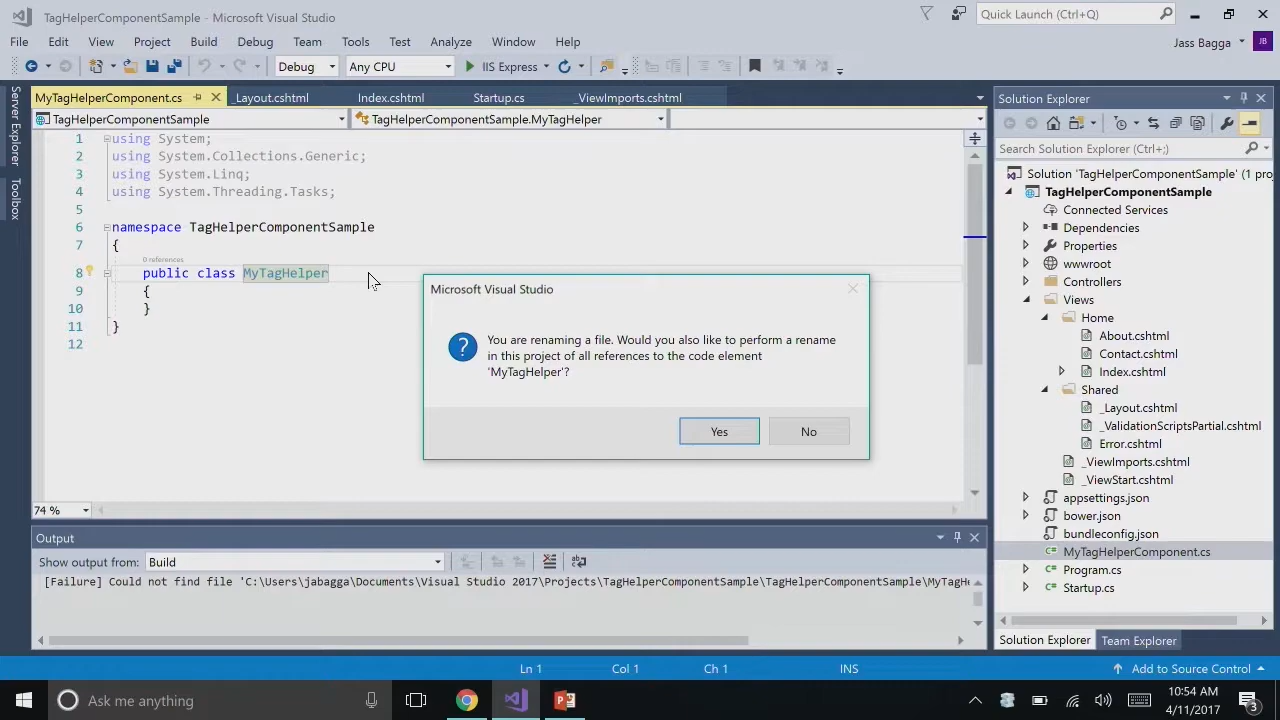 TagHelperComponentSample - Microsoft Visual Studio
Quick Launch (Ctrl+Q)
File Edit View Project Build Debug Team Tools Test Analyze Window Help
Jass Bagga
JB
Debug
Any CPU
IIS Express
Server Explorer
Toolbox
MyTagHelperComponent.cs
_Layout.cshtml
Index.cshtml
Startup.cs
_ViewImports.cshtml
TagHelperComponentSample
TagHelperComponentSample.MyTagHelper
1 using System;
2 using System.Collections.Generic;
3 using System.Linq;
4 using System.Threading.Tasks;
5
6 namespace TagHelperComponentSample
7 {
0 references
8 public class MyTagHelper
9 {
10 }
11 }
12
74 %
Microsoft Visual Studio
You are renaming a file. Would you also like to perform a rename
in this project of all references to the code element
'MyTagHelper'?
Yes
No
Output
Show output from: Build
[Failure] Could not find file 'C:\Users\jabagga\Documents\Visual Studio 2017\Projects\TagHelperComponentSample\TagHelperComponentSample\MyTagHe
Solution Explorer
Search Solution Explorer (Ctrl+;)
Solution 'TagHelperComponentSample' (1 proj
TagHelperComponentSample
Connected Services
Dependencies
Properties
wwwroot
Controllers
Views
Home
About.cshtml
Contact.cshtml
Index.cshtml
Shared
_Layout.cshtml
_ValidationScriptsPartial.cshtml
Error.cshtml
_ViewImports.cshtml
_ViewStart.cshtml
appsettings.json
bower.json
bundleconfig.json
MyTagHelperComponent.cs
Program.cs
Startup.cs
Solution Explorer
Team Explorer
Ln 1
Col 1
Ch 1
INS
Add to Source Control
Ask me anything
10:54 AM
4/11/2017
3